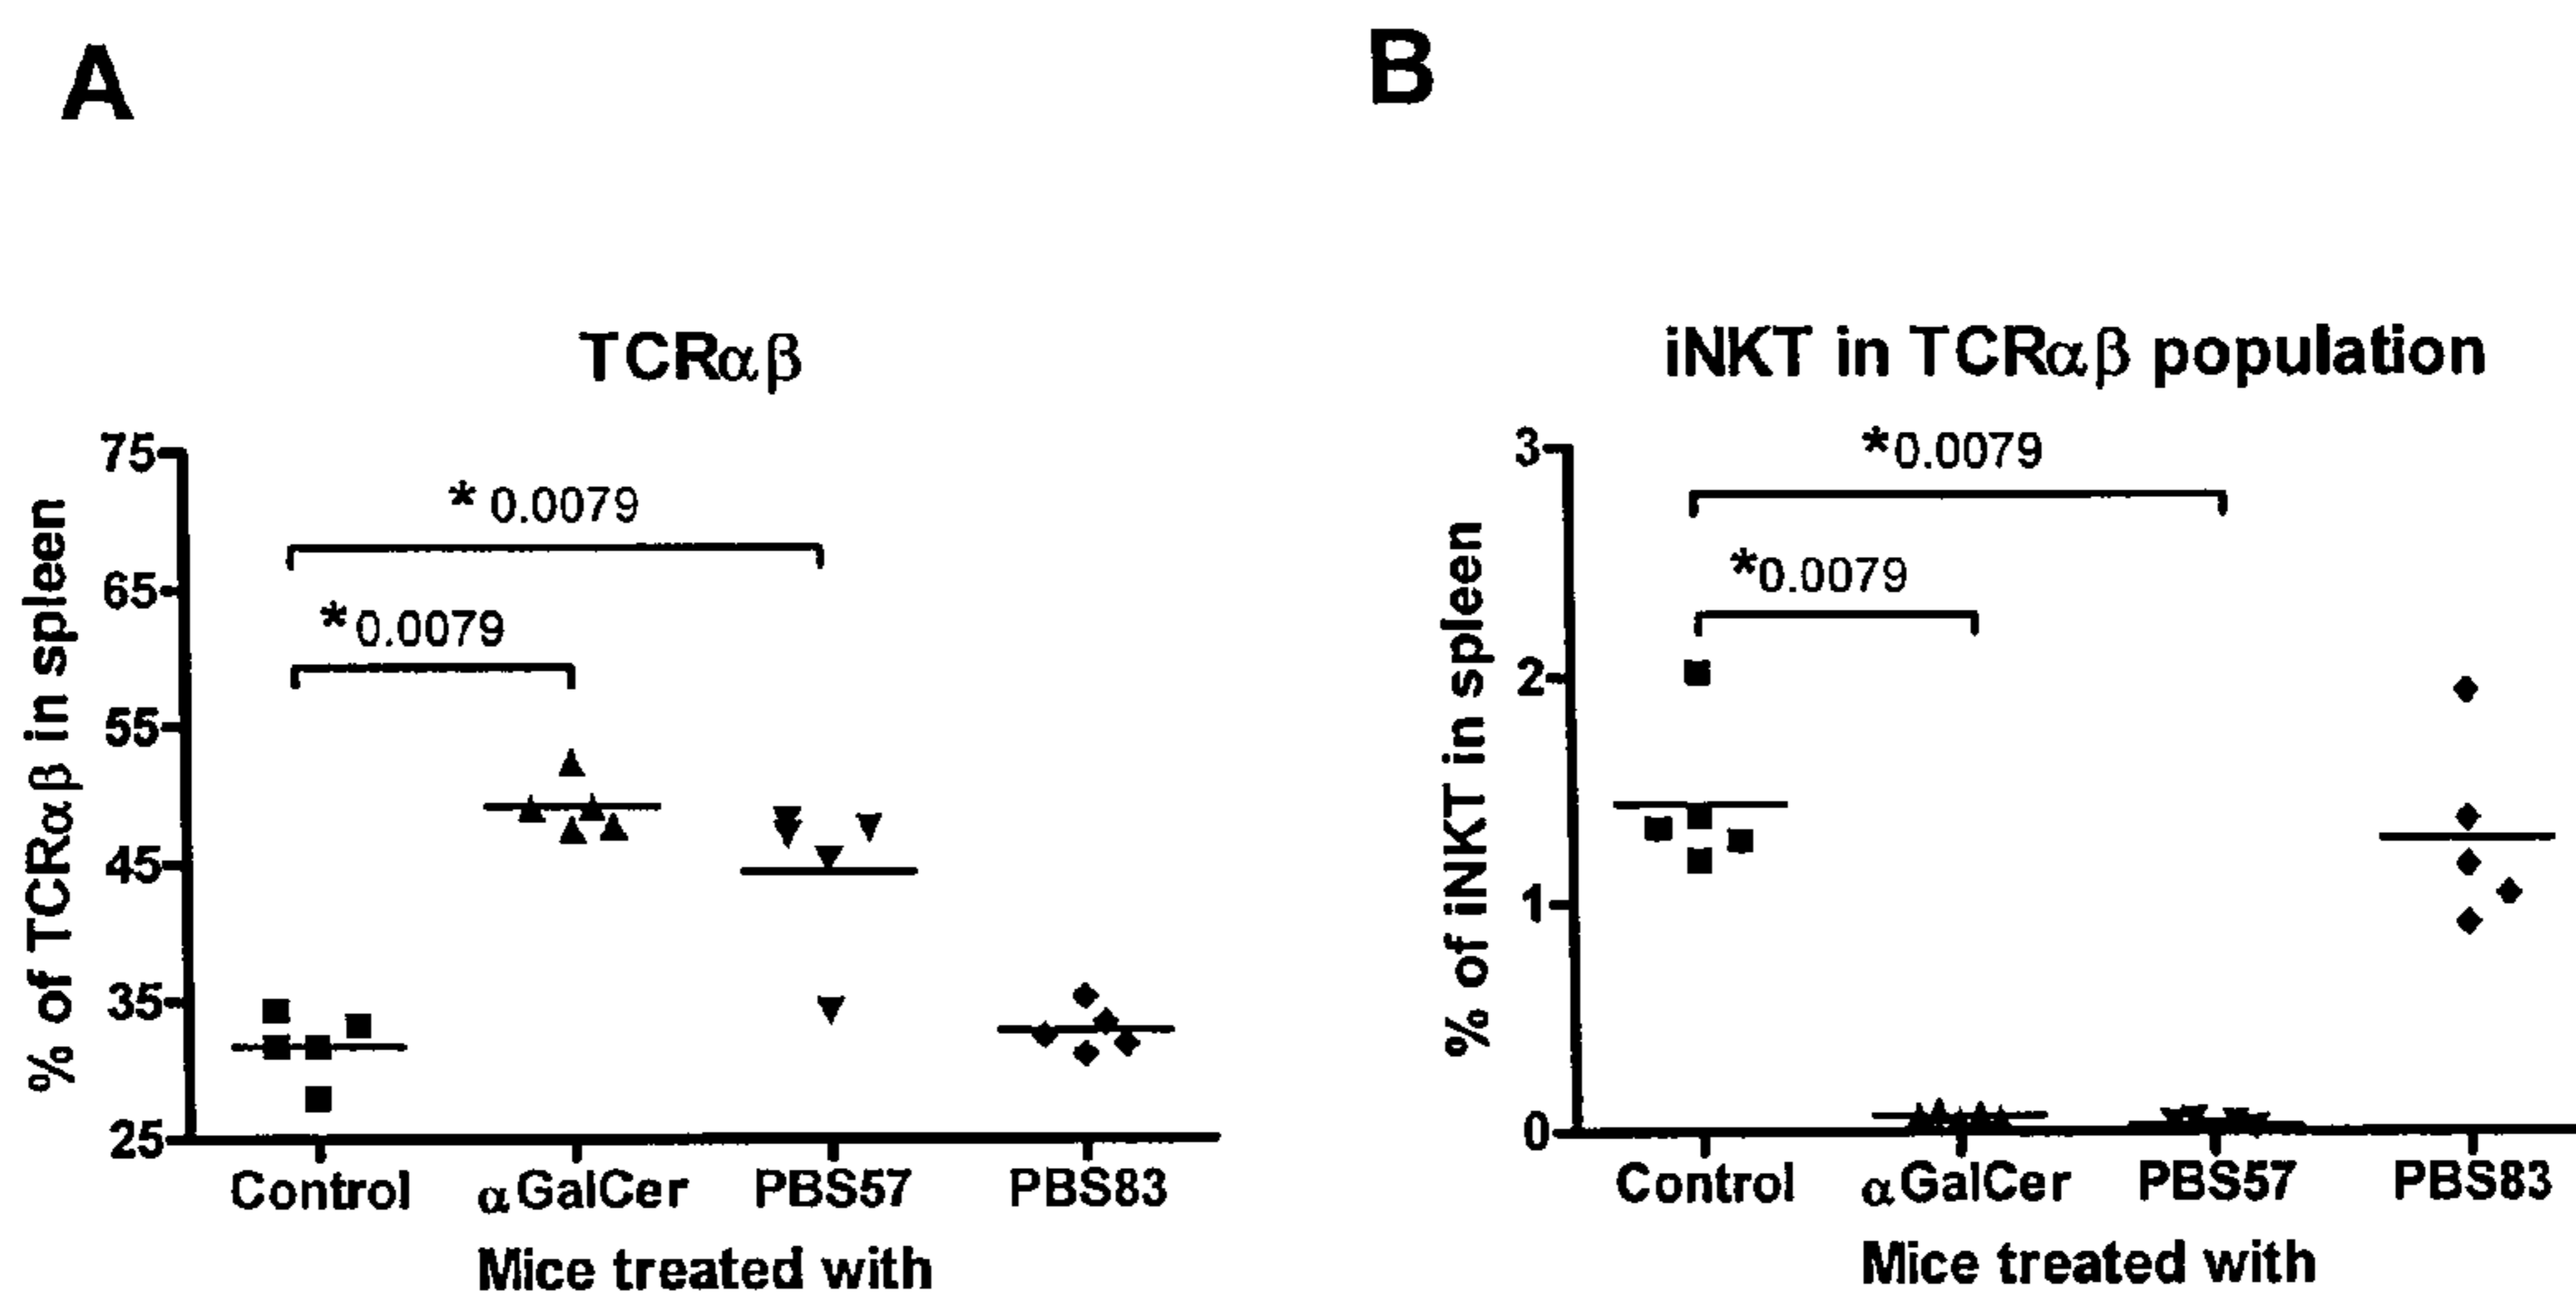 A
TCRαβ
% of TCRαβ in spleen
75
65
55
45
35
25
* 0.0079
* 0.0079
Control
αGalCer
PBS57
PBS83
Mice treated with
B
iNKT in TCRαβ population
% of iNKT in spleen
3
2
1
0
*0.0079
*0.0079
Control
αGalCer
PBS57
PBS83
Mice treated with